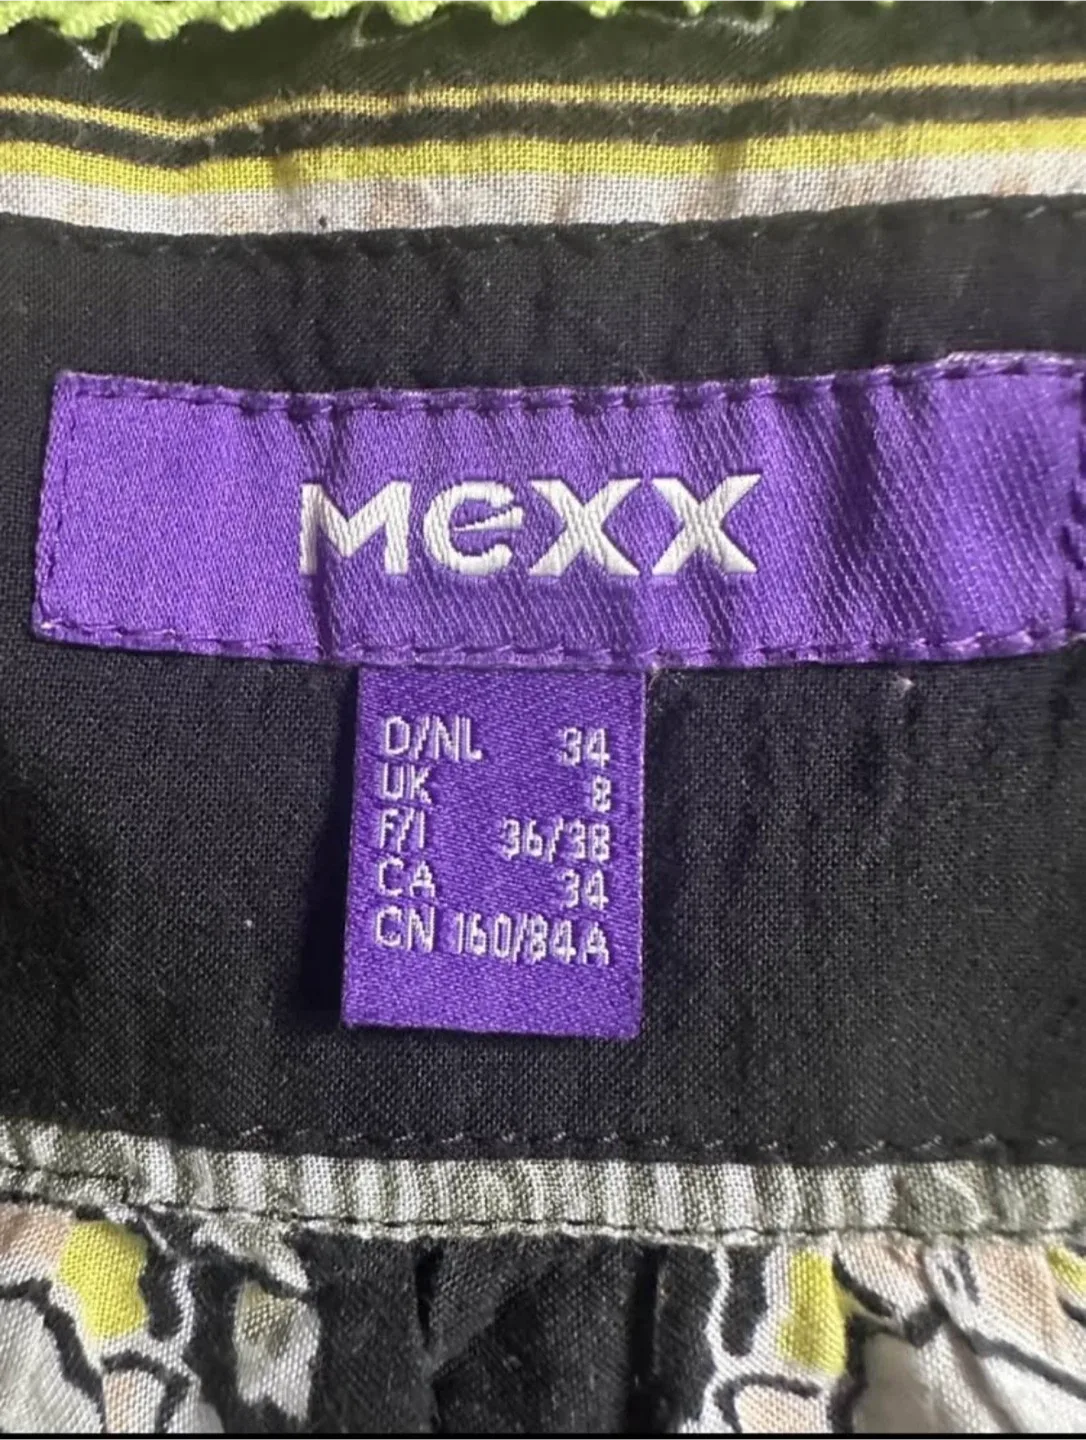 mexx
D/NL 34
UK 8
F/I 36/38
CA 34
CN 160/84A